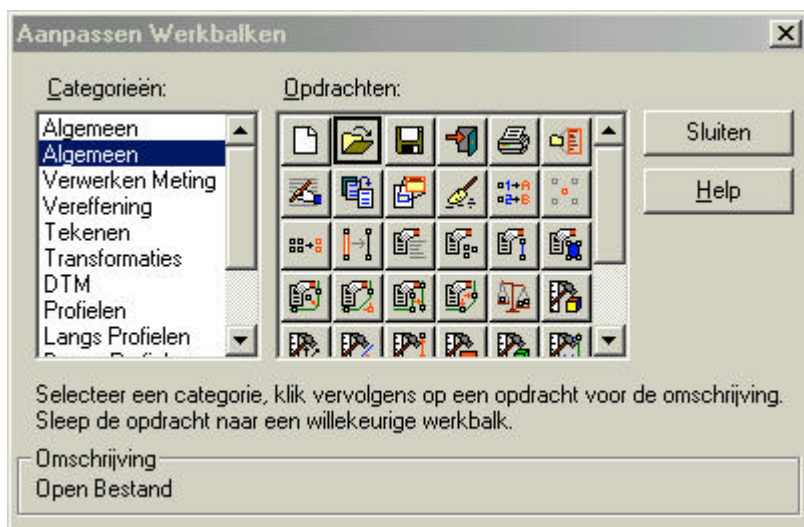 Aanpassen Werkbalken
Categorieën:
Opdrachten:
Algemeen
Algemeen
Verwerken Meting
Vereffening
Tekenen
Transformaties
DTM
Profielen
Langs Profielen
Sluiten
Help
Selecteer een categorie, klik vervolgens op een opdracht voor de omschrijving.
Sleep de opdracht naar een willekeurige werkbalk.
Omschrijving
Open Bestand